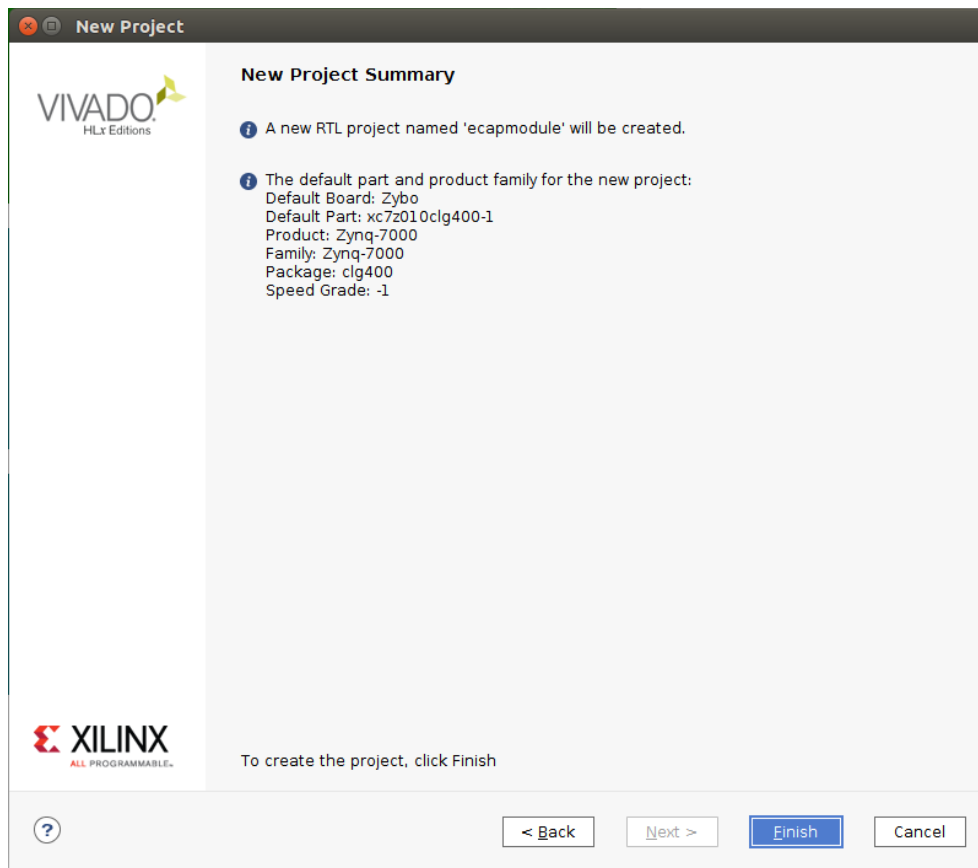 New Project
VIVADO.
HLx Editions
New Project Summary
A new RTL project named 'ecapmodule' will be created.
The default part and product family for the new project:
Default Board: Zybo
Default Part: xc7z010clg400-1
Product: Zynq-7000
Family: Zynq-7000
Package: clg400
Speed Grade: -1
XILINX
ALL PROGRAMMABLE™
To create the project, click Finish
?
< Back
Next >
Finish
Cancel